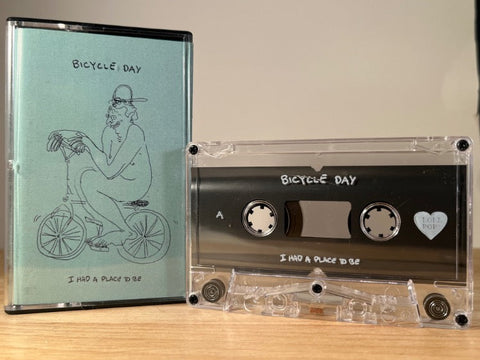 BICYCLE DAY
I HAD A PLACE TO BE
BICYCLE DAY
A
LOLI
POP
I HAD A PLACE TO BE